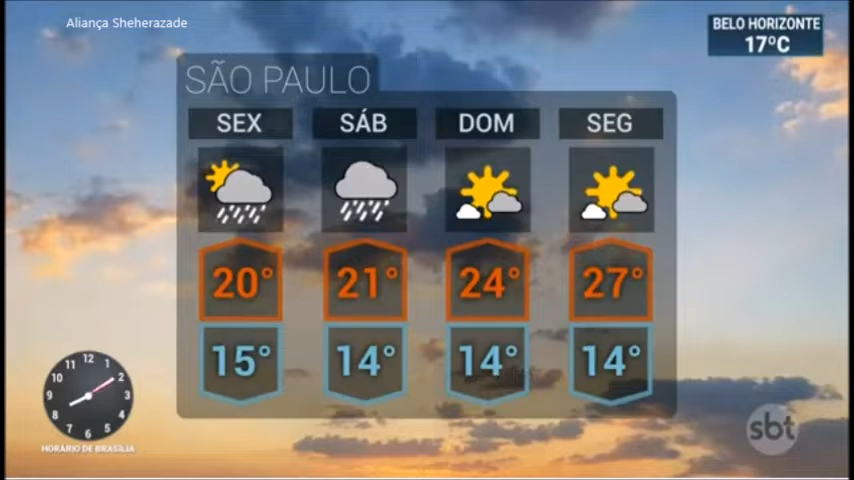 Aliança Sheherazade
BELO HORIZONTE
17ºC
SÃO PAULO
SEX SÁB DOM SEG
20° 21° 24° 27°
15° 14° 14° 14°
12
11 1
10 2
9 3
8 4
7 5
6
HORÁRIO DE BRASÍLIA
sbt